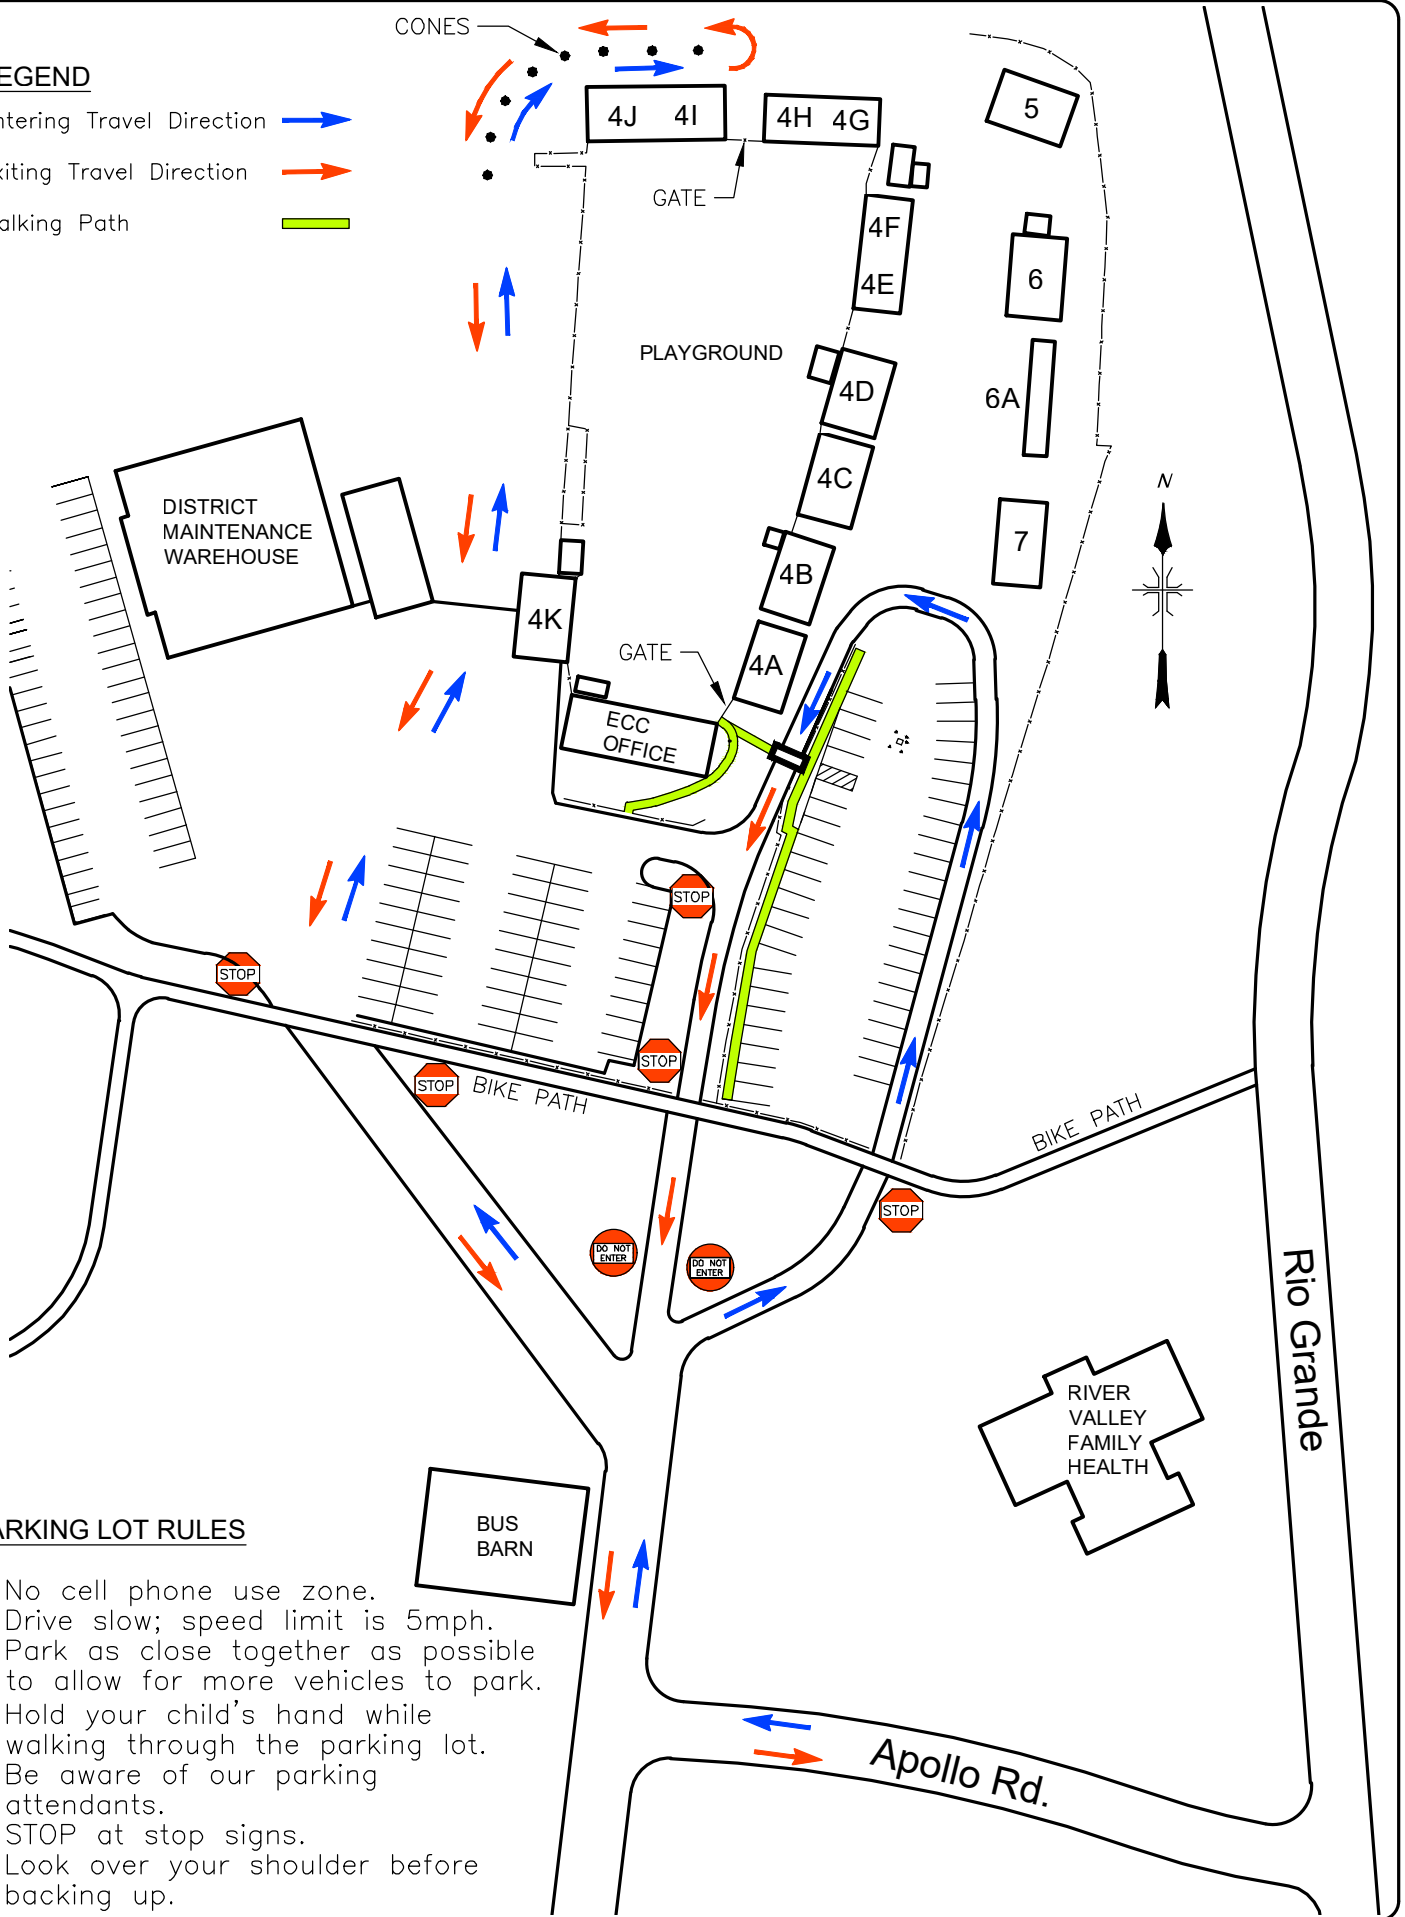 CONES
EGEND
ntering Travel Direction
xiting Travel Direction
alking Path
4J 4I
4H 4G
5
GATE
4F
4E
6
PLAYGROUND
4D
6A
4C
N
DISTRICT
MAINTENANCE
WAREHOUSE
7
4B
4K
GATE
4A
ECC
OFFICE
STOP
STOP
STOP
STOP
BIKE PATH
BIKE PATH
STOP
DO NOT
ENTER
DO NOT
ENTER
Rio Grande
RIVER
VALLEY
FAMILY
HEALTH
BUS
BARN
ARKING LOT RULES
No cell phone use zone.
Drive slow; speed limit is 5mph.
Park as close together as possible
to allow for more vehicles to park.
Hold your child's hand while
walking through the parking lot.
Be aware of our parking
attendants.
STOP at stop signs.
Look over your shoulder before
backing up.
Apollo Rd.